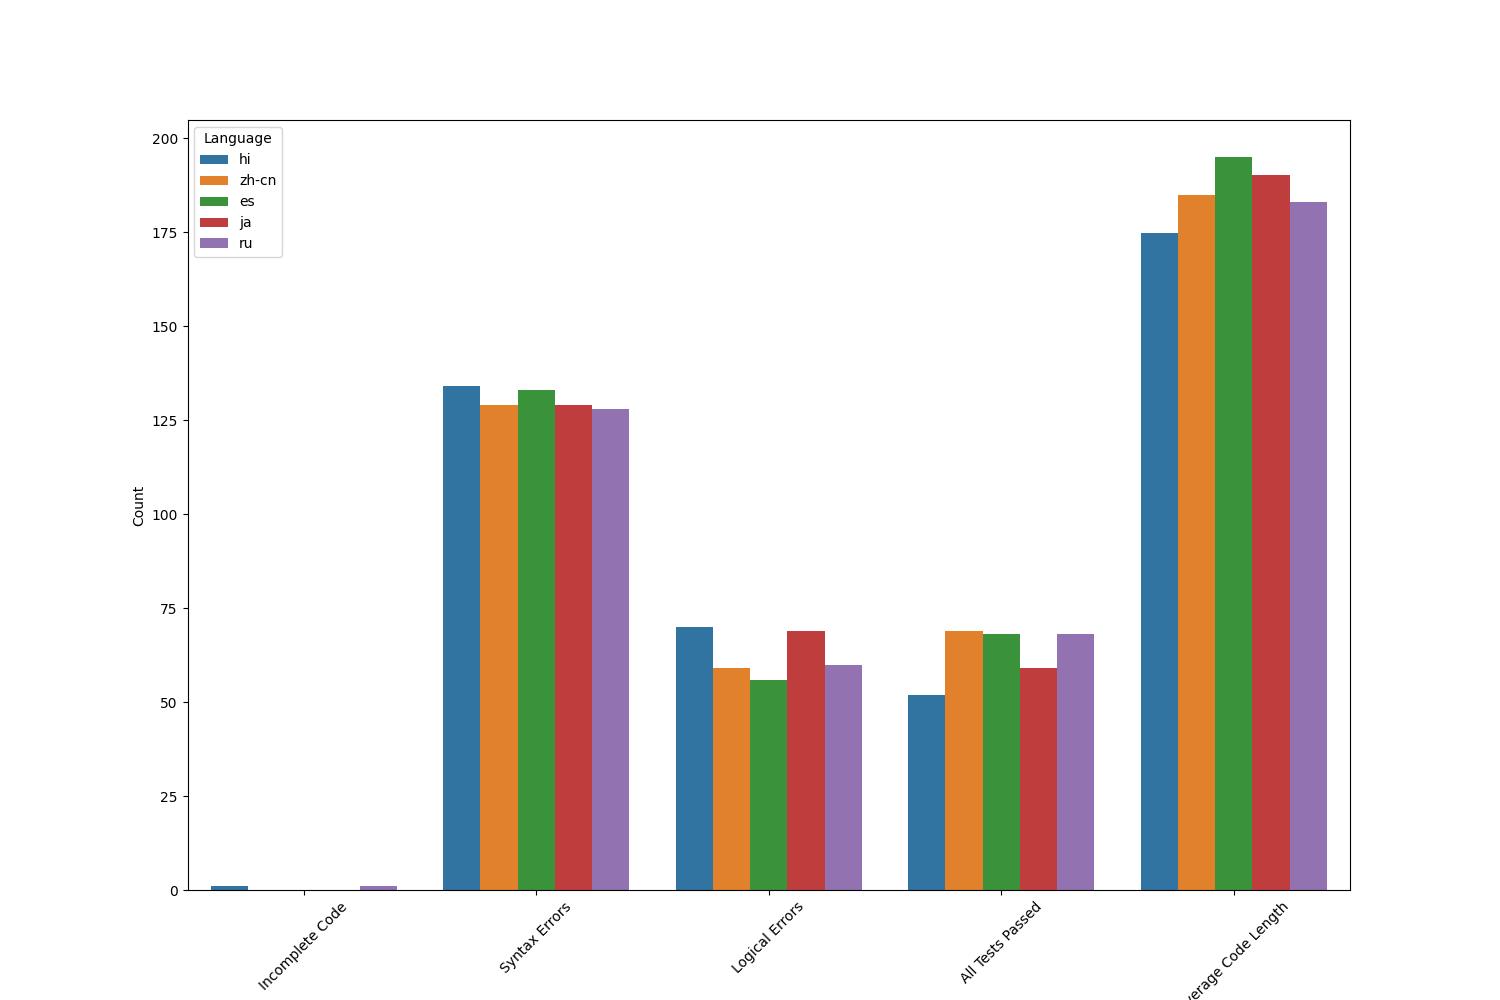 Language
hi
zh-cn
es
ja
ru
200
175
150
125
100
75
50
25
0
Count
Incomplete Code
Syntax Errors
Logical Errors
All Tests Passed
Code Length